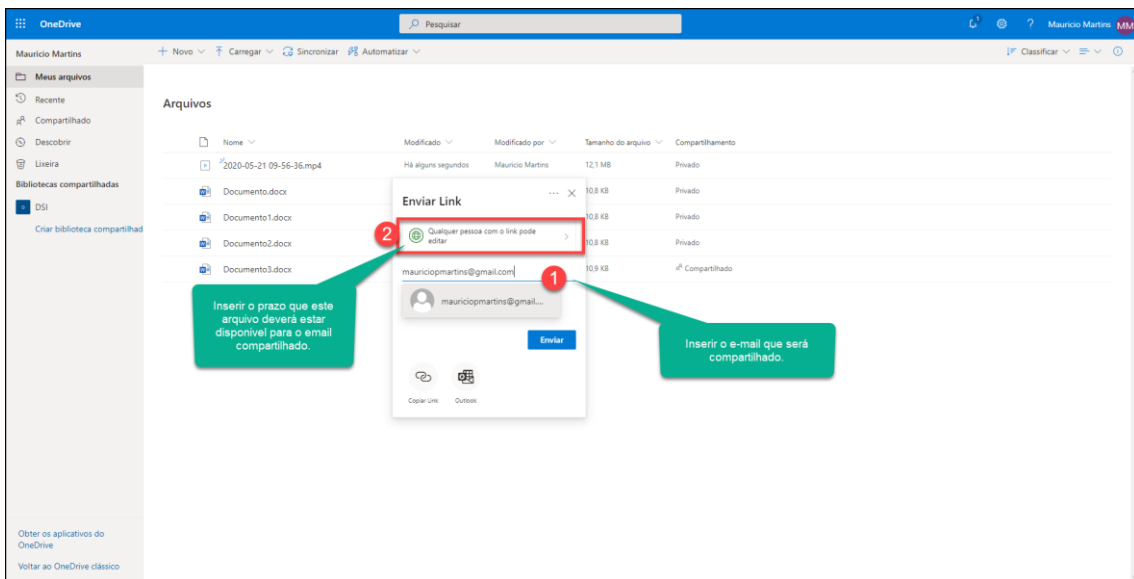 OneDrive
Pesquisar
?
Mauricio Martins
MM
Mauricio Martins
+ Novo
Carregar
Sincronizar
Automatizar
Classificar
Meus arquivos
Recente
Compartilhado
Descobrir
Lixeira
Bibliotecas compartilhadas
DSI
Criar biblioteca compartilhad
Arquivos
Nome
Modificado
Modificado por
Tamanho do arquivo
Compartilhamento
2020-05-21 09-56-36.mp4
Há alguns segundos
Mauricio Martins
12,1 MB
Privado
Documento.docx
10,8 KB
Privado
Documento1.docx
10,8 KB
Privado
Documento2.docx
10,8 KB
Privado
Documento3.docx
10,9 KB
Compartilhado
Enviar Link
2
Qualquer pessoa com o link pode
editar
mauriciopmartins@gmail.com
1
mauriciopmartins@gmail....
Enviar
Copiar Link
Outlook
Inserir o prazo que este
arquivo deverá estar
disponivel para o email
compartilhado.
Inserir o e-mail que será
compartilhado.
Obter os aplicativos do
OneDrive
Voltar ao OneDrive clássico